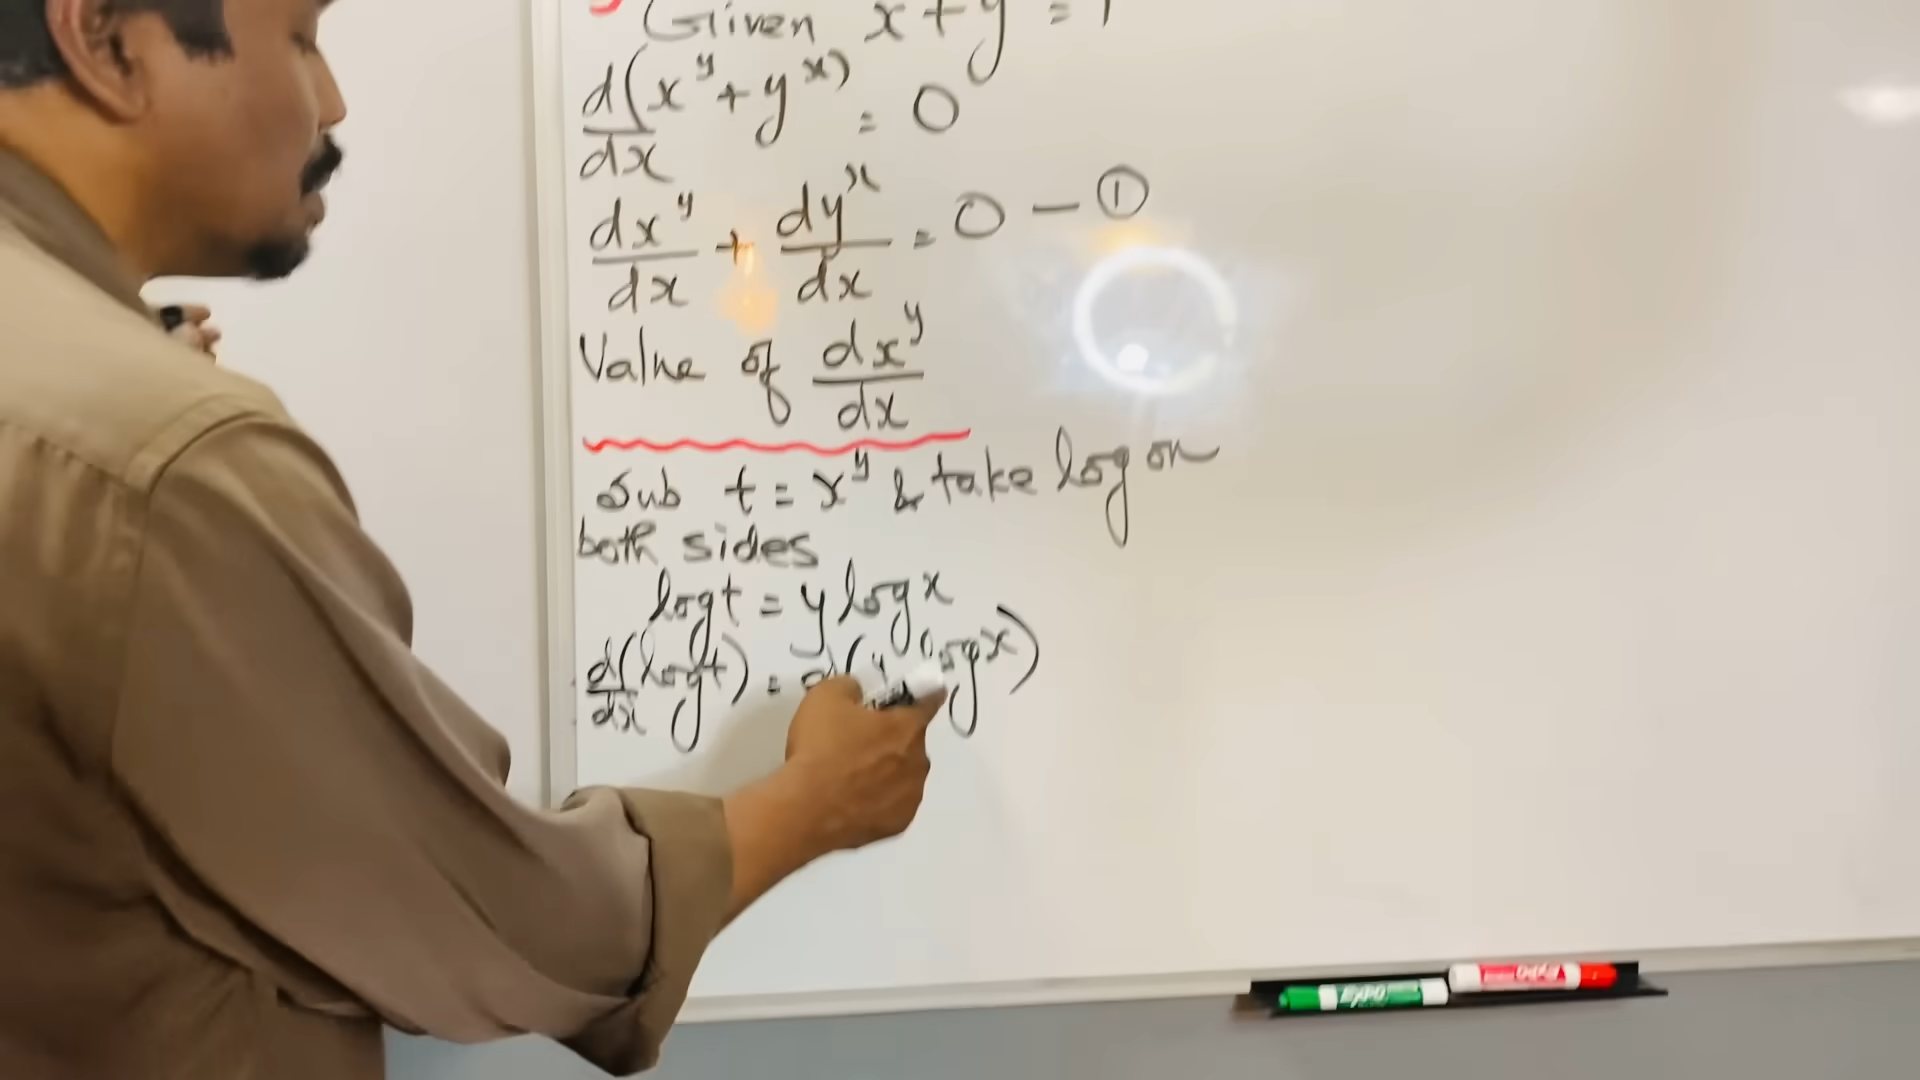 Given x + y = 1
d/dx (x^y + y^x) = 0
dx^y/dx + dy^x/dx = 0 - ①
Value of dx^y/dx
Sub t = x^y & take log on
both sides
log t = y log x
d/dx (log t) = d (y log x)
EXPO
EXPO